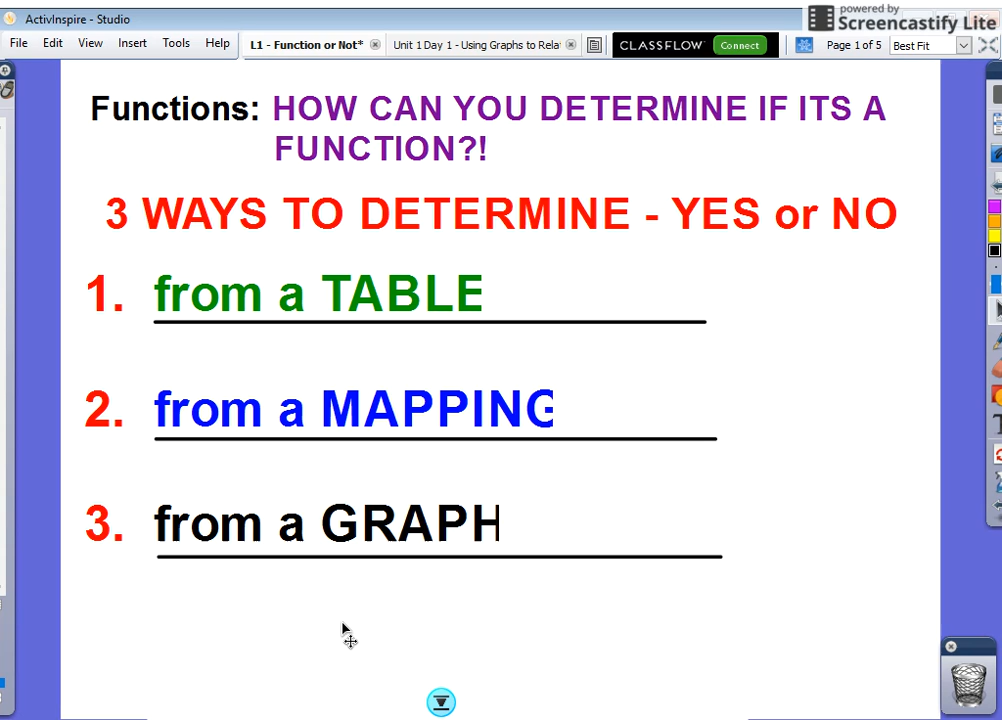 ActivInspire - Studio
powered by
Screencastify Lite
File Edit View Insert Tools Help
L1 - Function or Not* Unit 1 Day 1 - Using Graphs to Rela
CLASSFLOW Connect
Page 1 of 5 Best Fit
Functions: HOW CAN YOU DETERMINE IF ITS A
FUNCTION?!
3 WAYS TO DETERMINE - YES or NO
1. from a TABLE
2. from a MAPPING
3. from a GRAPH